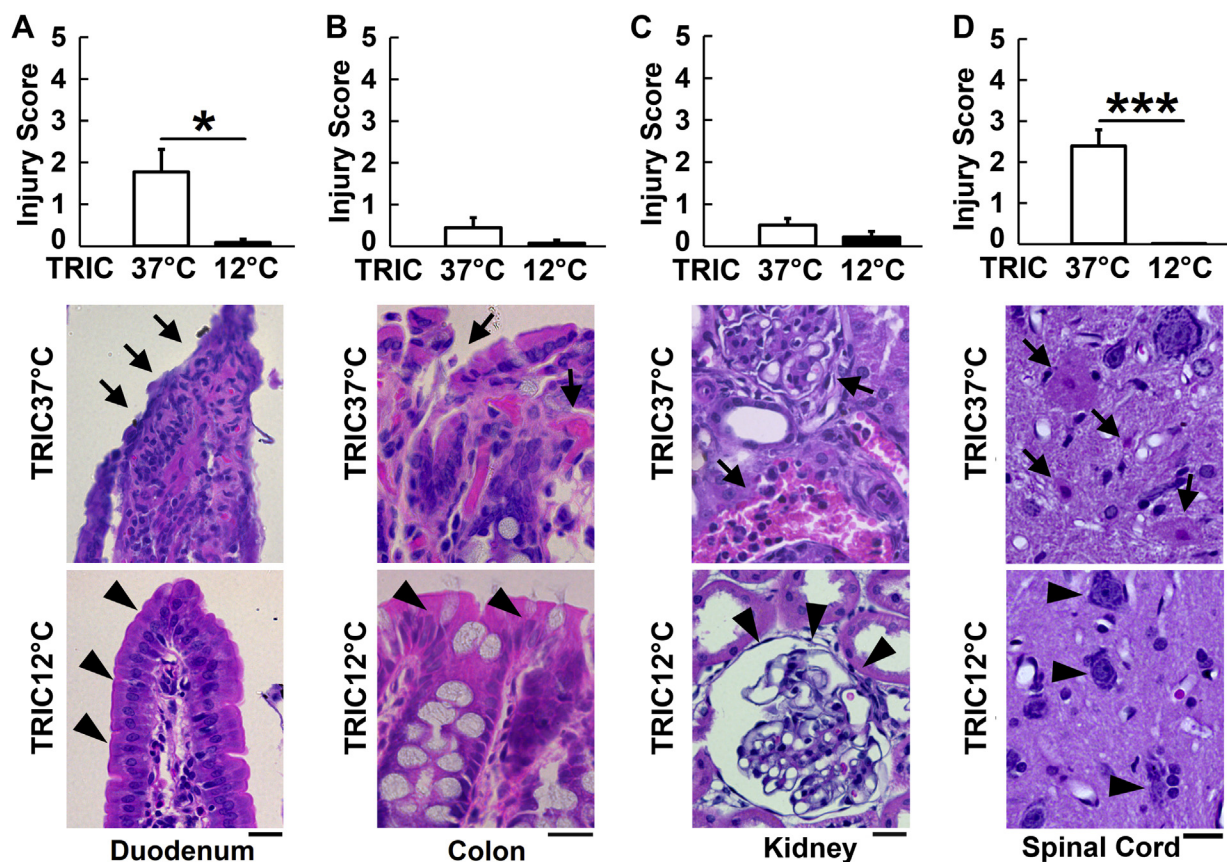 A
Injury Score
5
4
3
2
1
0
*
TRIC 37°C 12°C
B
Injury Score
5
4
3
2
1
0
TRIC 37°C 12°C
C
Injury Score
5
4
3
2
1
0
TRIC 37°C 12°C
D
Injury Score
5
4
3
2
1
0
***
TRIC 37°C 12°C
TRIC37°C
TRIC37°C
TRIC37°C
TRIC37°C
TRIC12°C
TRIC12°C
TRIC12°C
TRIC12°C
Duodenum
Colon
Kidney
Spinal Cord